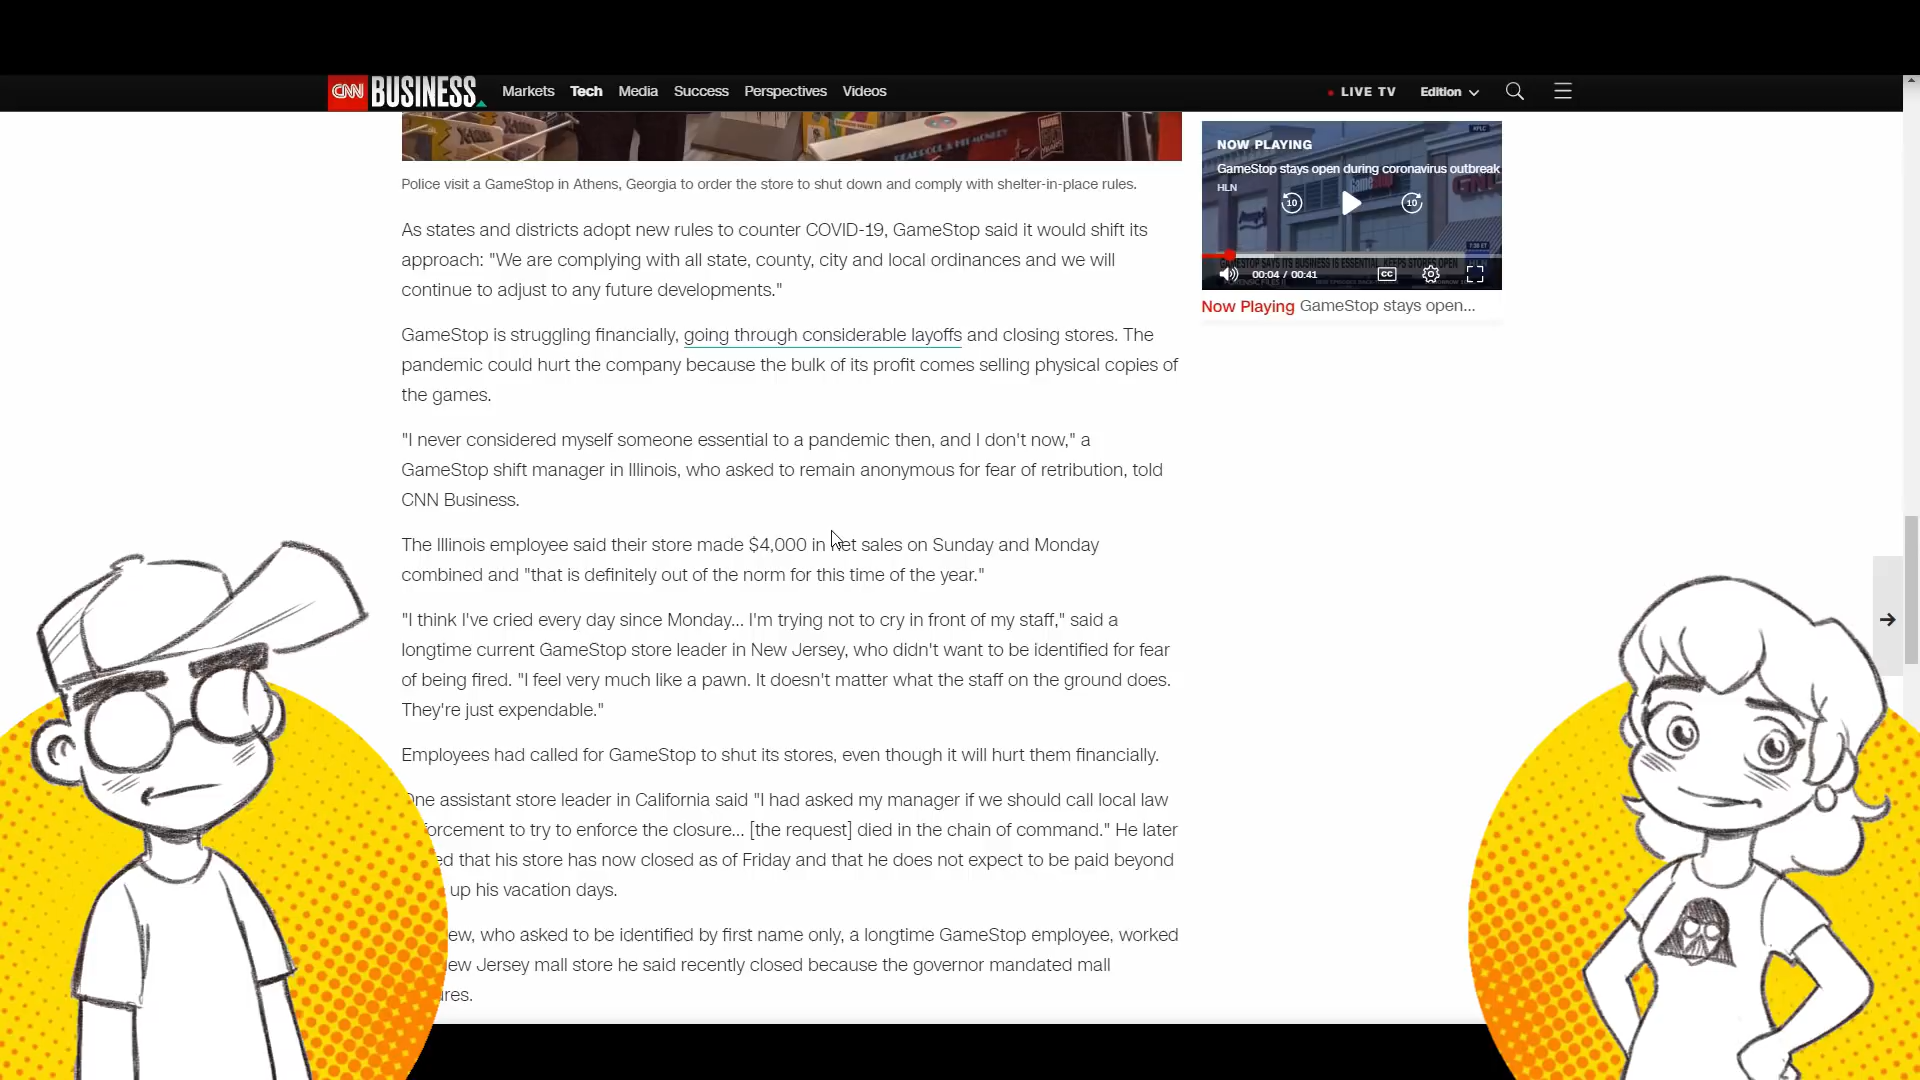 CNN BUSINESS Markets Tech Media Success Perspectives Videos LIVE TV Edition
Police visit a GameStop in Athens, Georgia to order the store to shut down and comply with shelter-in-place rules.
As states and districts adopt new rules to counter COVID-19, GameStop said it would shift its
approach: "We are complying with all state, county, city and local ordinances and we will
continue to adjust to any future developments."
GameStop is struggling financially, going through considerable layoffs and closing stores. The
pandemic could hurt the company because the bulk of its profit comes selling physical copies of
the games.
"I never considered myself someone essential to a pandemic then, and I don't now," a
GameStop shift manager in Illinois, who asked to remain anonymous for fear of retribution, told
CNN Business.
The Illinois employee said their store made $4,000 in net sales on Sunday and Monday
combined and "that is definitely out of the norm for this time of the year."
"I think I've cried every day since Monday... I'm trying not to cry in front of my staff," said a
longtime current GameStop store leader in New Jersey, who didn't want to be identified for fear
of being fired. "I feel very much like a pawn. It doesn't matter what the staff on the ground does.
They're just expendable."
Employees had called for GameStop to shut its stores, even though it will hurt them financially.
One assistant store leader in California said "I had asked my manager if we should call local law
forcement to try to enforce the closure... [the request] died in the chain of command." He later
ed that his store has now closed as of Friday and that he does not expect to be paid beyond
up his vacation days.
ew, who asked to be identified by first name only, a longtime GameStop employee, worked
ew Jersey mall store he said recently closed because the governor mandated mall
ures.
NOW PLAYING
GameStop stays open during coronavirus outbreak
HLN
10 10
GAMESTOP SAYS ITS BUSINESS IS ESSENTIAL, KEEPS STORES OPEN
00:04 / 00:41 CC
Now Playing GameStop stays open...